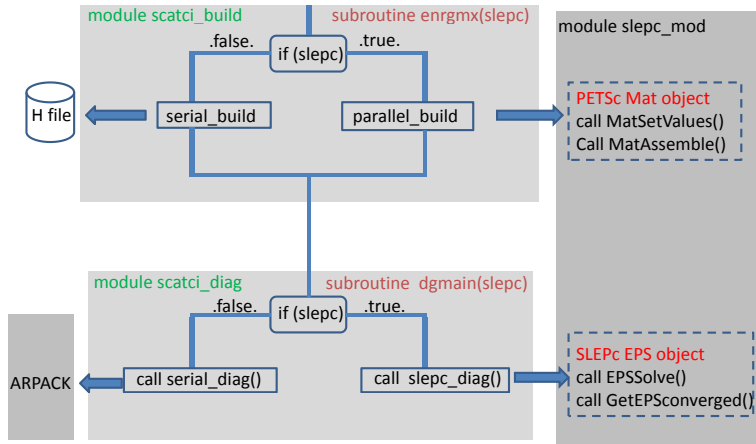 module scatci_build
subroutine enrgmx(slepc)
.false.
if (slepc)
.true.
H file
serial_build
parallel_build
module slepc_mod
PETSc Mat object
call MatSetValues()
Call MatAssemble()
module scatci_diag
subroutine dgmain(slepc)
.false.
if (slepc)
.true.
ARPACK
call serial_diag()
call slepc_diag()
SLEPc EPS object
call EPSSolve()
call GetEPSconverged()